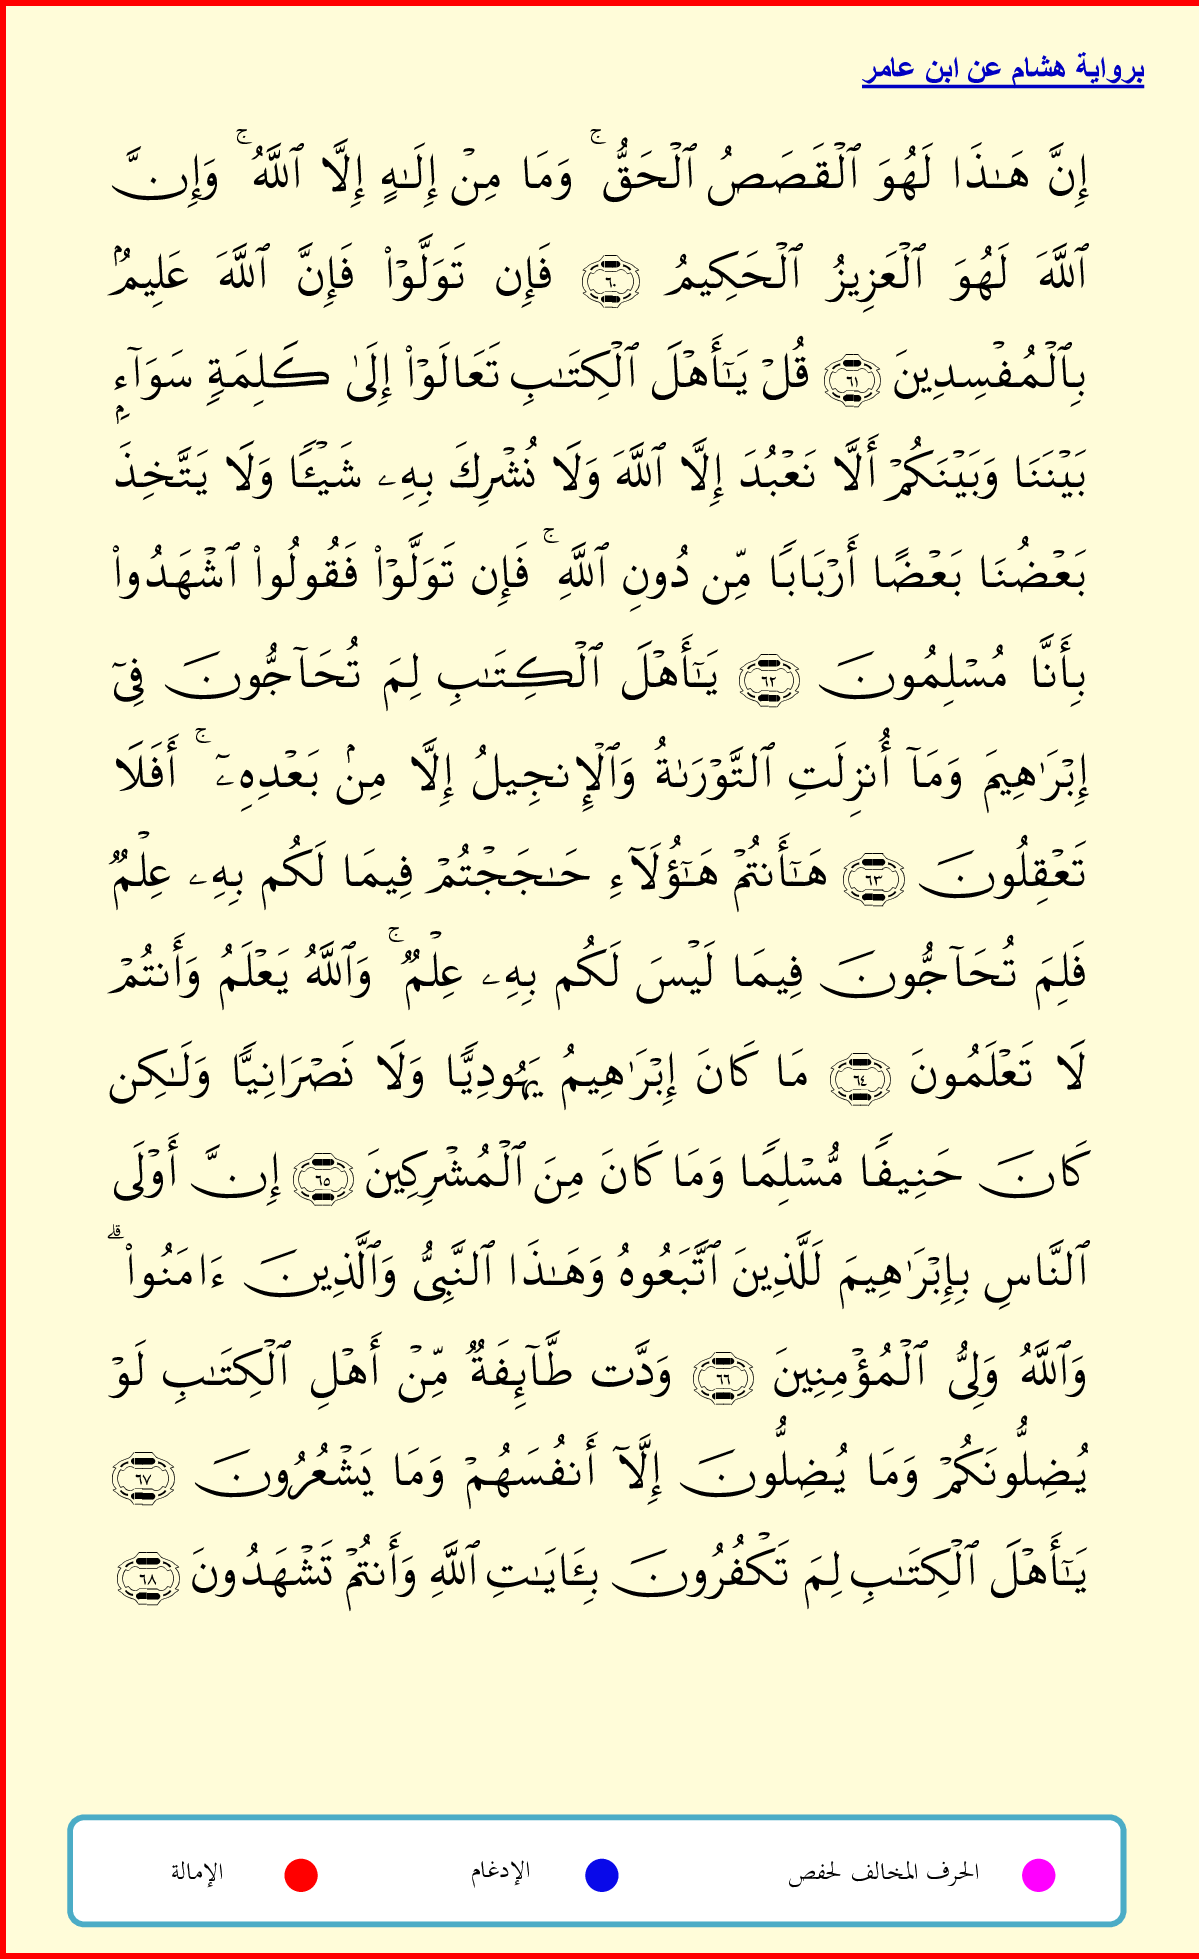 برواية هشام عن ابن عامر
إِنَّ هَـٰذَا لَهُوَ ٱلۡقَصَصُ ٱلۡحَقُّۚ وَمَا مِنۡ إِلَـٰهٍ إِلَّا ٱللَّهُۚ وَإِنَّ
ٱللَّهَ لَهُوَ ٱلۡعَزِيزُ ٱلۡحَكِيمُ ٦٠ فَإِن تَوَلَّوۡاْ فَإِنَّ ٱللَّهَ عَلِيمُۢ
بِٱلۡمُفۡسِدِينَ ٦١ قُلۡ يَـٰٓأَهۡلَ ٱلۡكِتَـٰبِ تَعَالَوۡاْ إِلَىٰ كَلِمَةٖ سَوَآءِۭ
بَيۡنَنَا وَبَيۡنَكُمۡ أَلَّا نَعۡبُدَ إِلَّا ٱللَّهَ وَلَا نُشۡرِكَ بِهِۦ شَيۡـٔٗا وَلَا يَتَّخِذَ
بَعۡضُنَا بَعۡضًا أَرۡبَابٗا مِّن دُونِ ٱللَّهِۚ فَإِن تَوَلَّوۡاْ فَقُولُواْ ٱشۡهَدُواْ
بِأَنَّا مُسۡلِمُونَ ٦٢ يَـٰٓأَهۡلَ ٱلۡكِتَـٰبِ لِمَ تُحَآجُّونَ فِيٓ
إِبۡرَٰهِيمَ وَمَآ أُنزِلَتِ ٱلتَّوۡرَىٰةُ وَٱلۡإِنجِيلُ إِلَّا مِنۢ بَعۡدِهِۦٓۚ أَفَلَا
تَعۡقِلُونَ ٦٣ هَـٰٓأَنتُمۡ هَـٰٓؤُلَآءِ حَـٰجَجۡتُمۡ فِيمَا لَكُم بِهِۦ عِلۡمٞ
فَلِمَ تُحَآجُّونَ فِيمَا لَيۡسَ لَكُم بِهِۦ عِلۡمٞۚ وَٱللَّهُ يَعۡلَمُ وَأَنتُمۡ
لَا تَعۡلَمُونَ ٦٤ مَا كَانَ إِبۡرَٰهِيمُ يَهُودِيّٗا وَلَا نَصۡرَانِيّٗا وَلَـٰكِن
كَانَ حَنِيفٗا مُّسۡلِمٗا وَمَا كَانَ مِنَ ٱلۡمُشۡرِكِينَ ٦٥ إِنَّ أَوۡلَى
ٱلنَّاسِ بِإِبۡرَٰهِيمَ لَلَّذِينَ ٱتَّبَعُوهُ وَهَـٰذَا ٱلنَّبِيُّ وَٱلَّذِينَ ءَامَنُواْۗ
وَٱللَّهُ وَلِيُّ ٱلۡمُؤۡمِنِينَ ٦٦ وَدَّت طَّآئِفَةٞ مِّنۡ أَهۡلِ ٱلۡكِتَـٰبِ لَوۡ
يُضِلُّونَكُمۡ وَمَا يُضِلُّونَ إِلَّآ أَنفُسَهُمۡ وَمَا يَشۡعُرُونَ ٦٧
يَـٰٓأَهۡلَ ٱلۡكِتَـٰبِ لِمَ تَكۡفُرُونَ بِـَٔايَـٰتِ ٱللَّهِ وَأَنتُمۡ تَشۡهَدُونَ ٦٨
الحرف المخالف لحفص الإدغام الإمالة